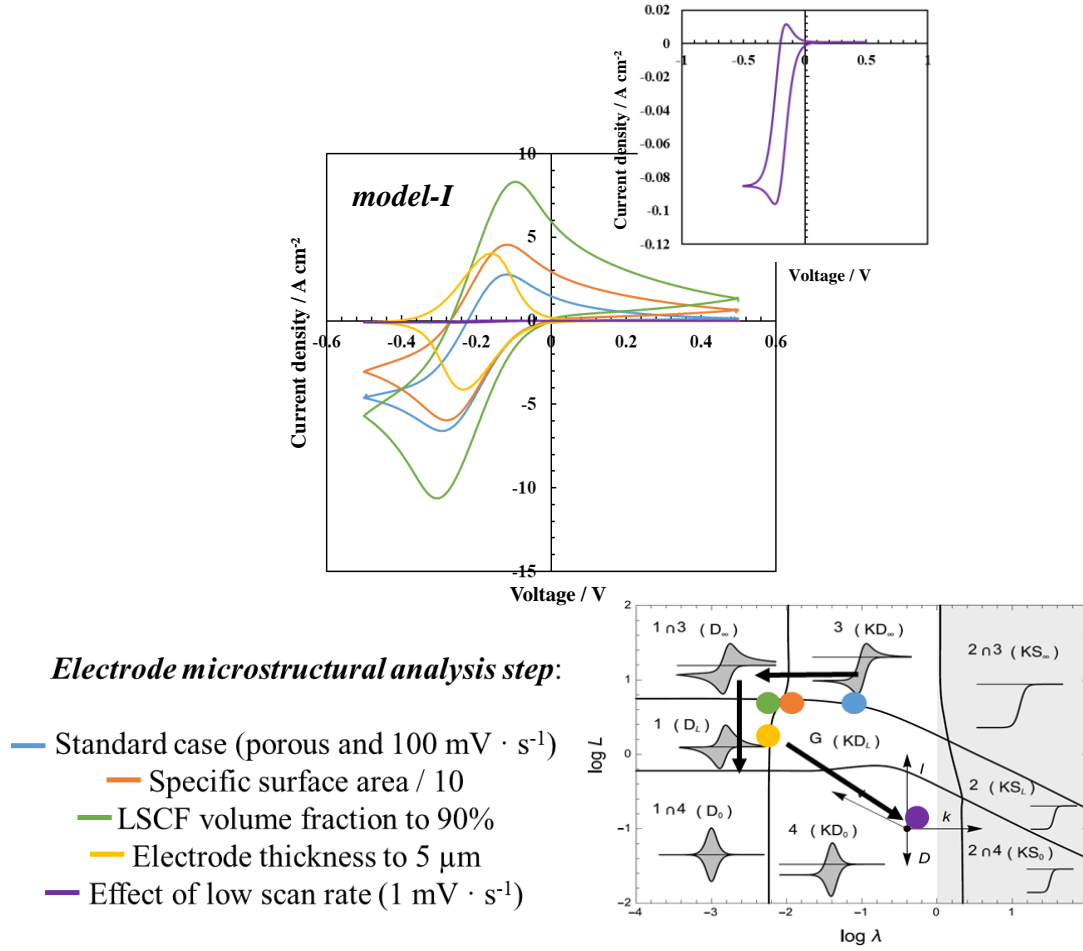 0.02
0
-1
-0.5
0
0.5
1
-0.02
-0.04
-0.06
-0.08
-0.1
-0.12
Current density / A cm-2
Voltage / V
model-I
10
5
0
-0.6
-0.4
-0.2
0
0.2
0.4
0.6
-5
-10
-15
Current density / A cm-2
Voltage / V
Electrode microstructural analysis step:
Standard case (porous and 100 mV · s-1)
Specific surface area / 10
LSCF volume fraction to 90%
Electrode thickness to 5 µm
Effect of low scan rate (1 mV · s-1)
2
1
0
-1
-2
log L
1∩3 (D∞)
3 (KD∞)
2∩3 (KS∞)
1 (DL)
G (KDL)
l
2 (KSL)
k
1∩4 (D0)
4 (KD0)
D
2∩4 (KS0)
-4
-3
-2
-1
0
1
log λ